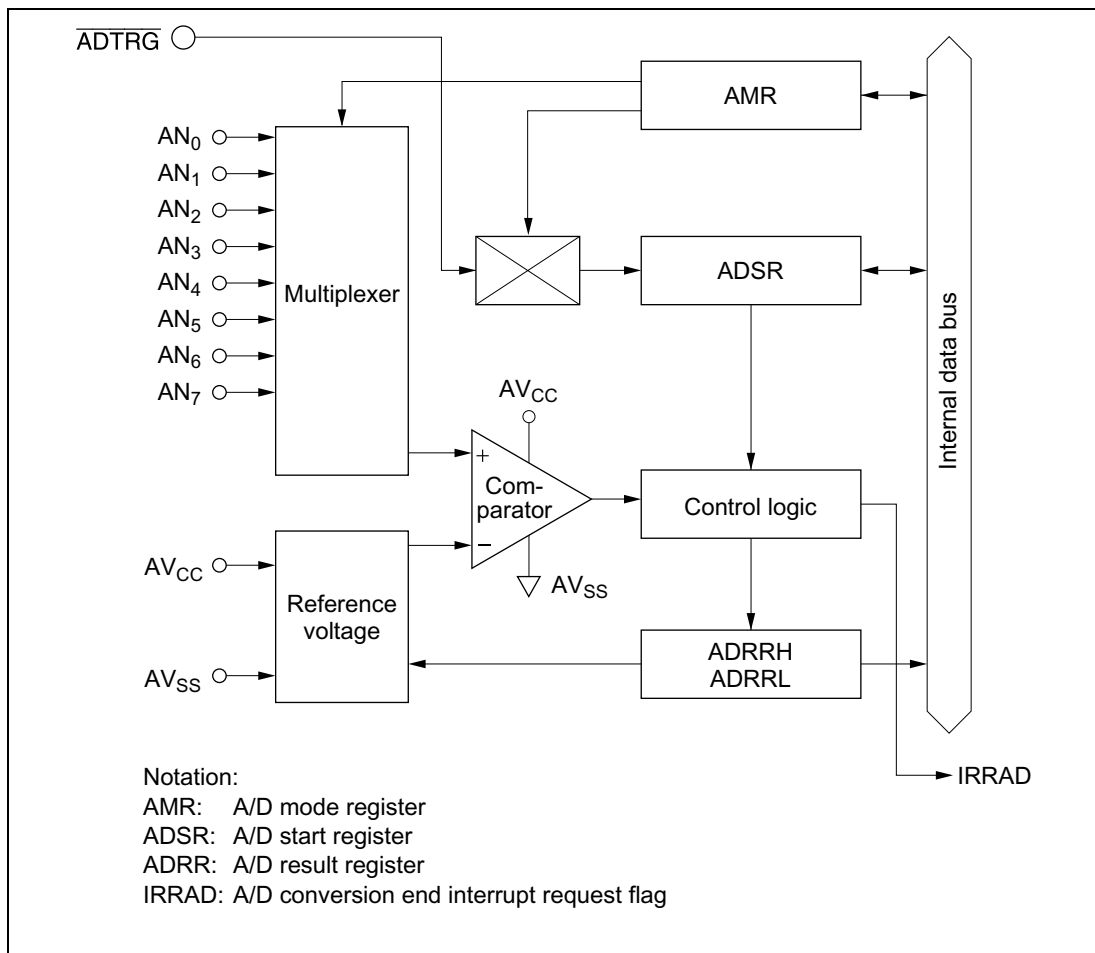 ADTRG
AMR
AN0
AN1
AN2
AN3
AN4
AN5
AN6
AN7
Multiplexer
ADSR
Internal data bus
AVCC
+
Com-
parator
−
Control logic
AVCC
AVSS
Reference
voltage
ADRRH
ADRRL
AVSS
IRRAD
Notation:
AMR: A/D mode register
ADSR: A/D start register
ADRR: A/D result register
IRRAD: A/D conversion end interrupt request flag